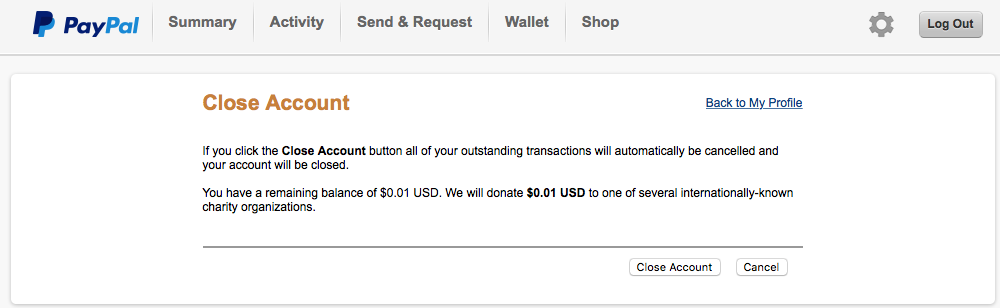 PayPal Summary Activity Send & Request Wallet Shop Log Out
Close Account Back to My Profile
If you click the Close Account button all of your outstanding transactions will automatically be cancelled and
your account will be closed.
You have a remaining balance of $0.01 USD. We will donate $0.01 USD to one of several internationally-known
charity organizations.
Close Account Cancel